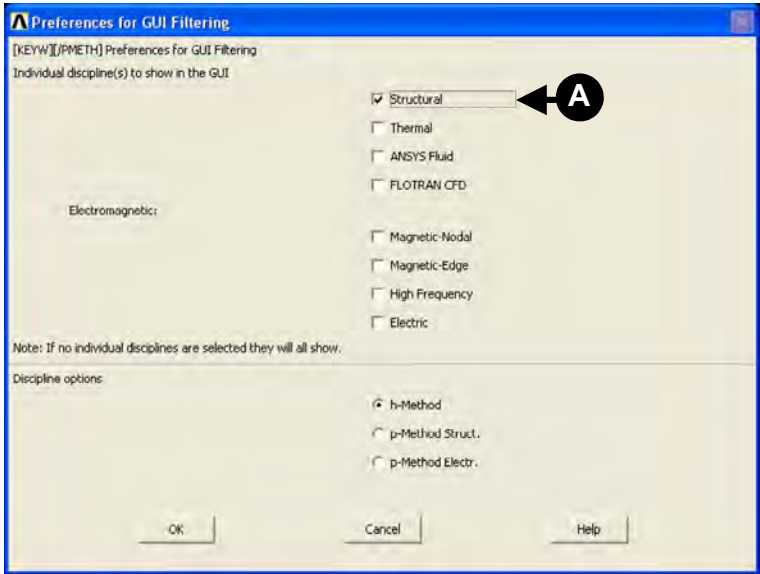 Preferences for GUI Filtering
[KEYW][/PMETH] Preferences for GUI Filtering
Individual discipline(s) to show in the GUI
Structural
A
Thermal
ANSYS Fluid
FLOTRAN CFD
Electromagnetic:
Magnetic-Nodal
Magnetic-Edge
High Frequency
Electric
Note: If no individual disciplines are selected they will all show.
Discipline options
h-Method
p-Method Struct.
p-Method Electr.
OK Cancel Help